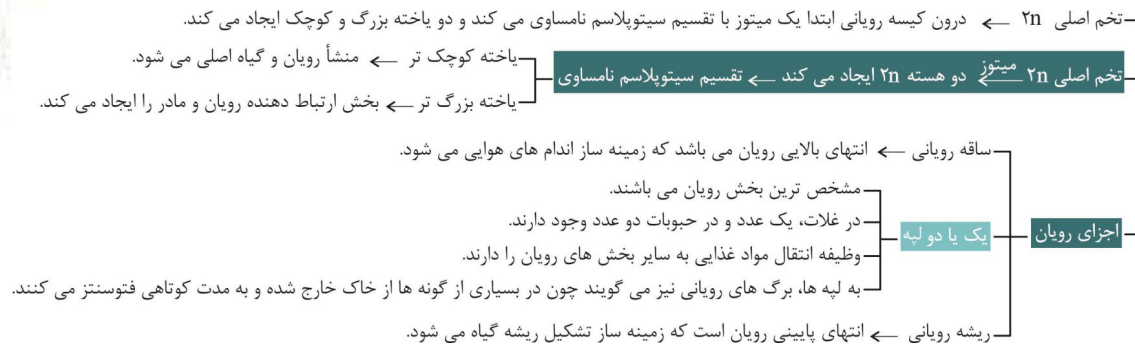 تخم اصلی ۲n ← درون کیسه رویانی ابتدا یک میتوز با تقسیم سیتوپلاسم نامساوی می کند و دو یاخته بزرگ و کوچک ایجاد می کند.
تخم اصلی ۲n میتوز ← دو هسته ۲n ایجاد می کند ← تقسیم سیتوپلاسم نامساوی
یاخته کوچک تر ← منشأ رویان و گیاه اصلی می شود.
یاخته بزرگ تر ← بخش ارتباط دهنده رویان و مادر را ایجاد می کند.
اجزای رویان
ساقه رویانی ← انتهای بالایی رویان می باشد که زمینه ساز اندام های هوایی می شود.
یک یا دو لپه
مشخص ترین بخش رویان می باشند.
در غلات، یک عدد و در حبوبات دو عدد وجود دارند.
وظیفه انتقال مواد غذایی به سایر بخش های رویان را دارند.
به لپه ها، برگ های رویانی نیز می گویند چون در بسیاری از گونه ها از خاک خارج شده و به مدت کوتاهی فتوسنتز می کنند.
ریشه رویانی ← انتهای پایینی رویان است که زمینه ساز تشکیل ریشه گیاه می شود.